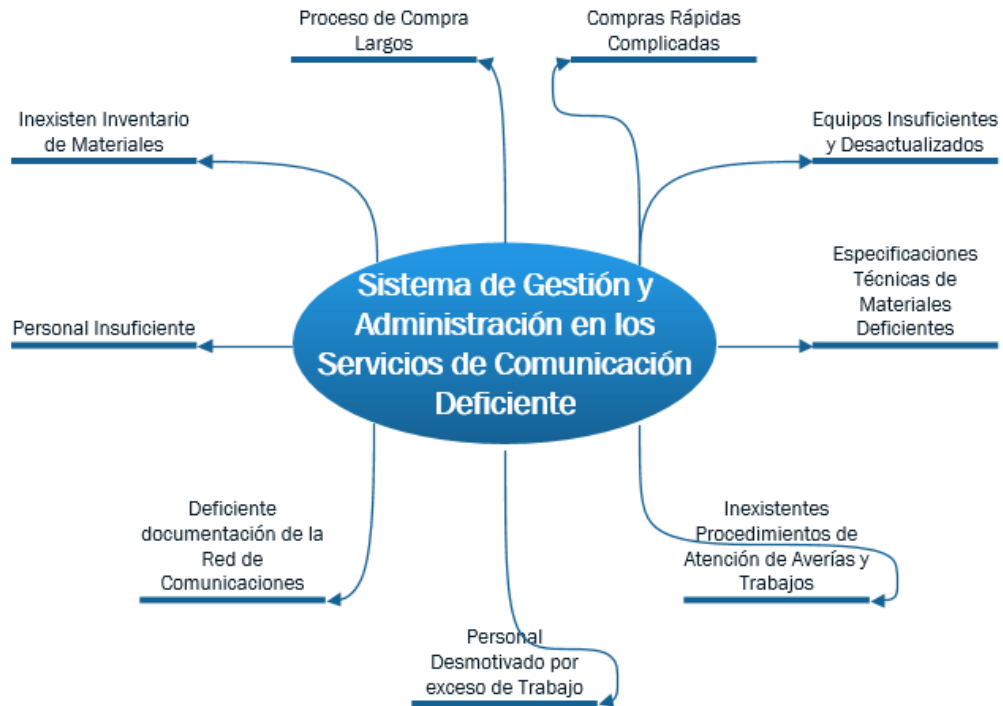 Proceso de Compra
Largos
Compras Rápidas
Complicadas
Inexisten Inventario
de Materiales
Equipos Insuficientes
y Desactualizados
Sistema de Gestión y
Administración en los
Servicios de Comunicación
Deficiente
Especificaciones
Técnicas de
Materiales
Deficientes
Personal Insuficiente
Deficiente
documentación de la
Red de
Comunicaciones
Inexistentes
Procedimientos de
Atención de Averías y
Trabajos
Personal
Desmotivado por
exceso de Trabajo